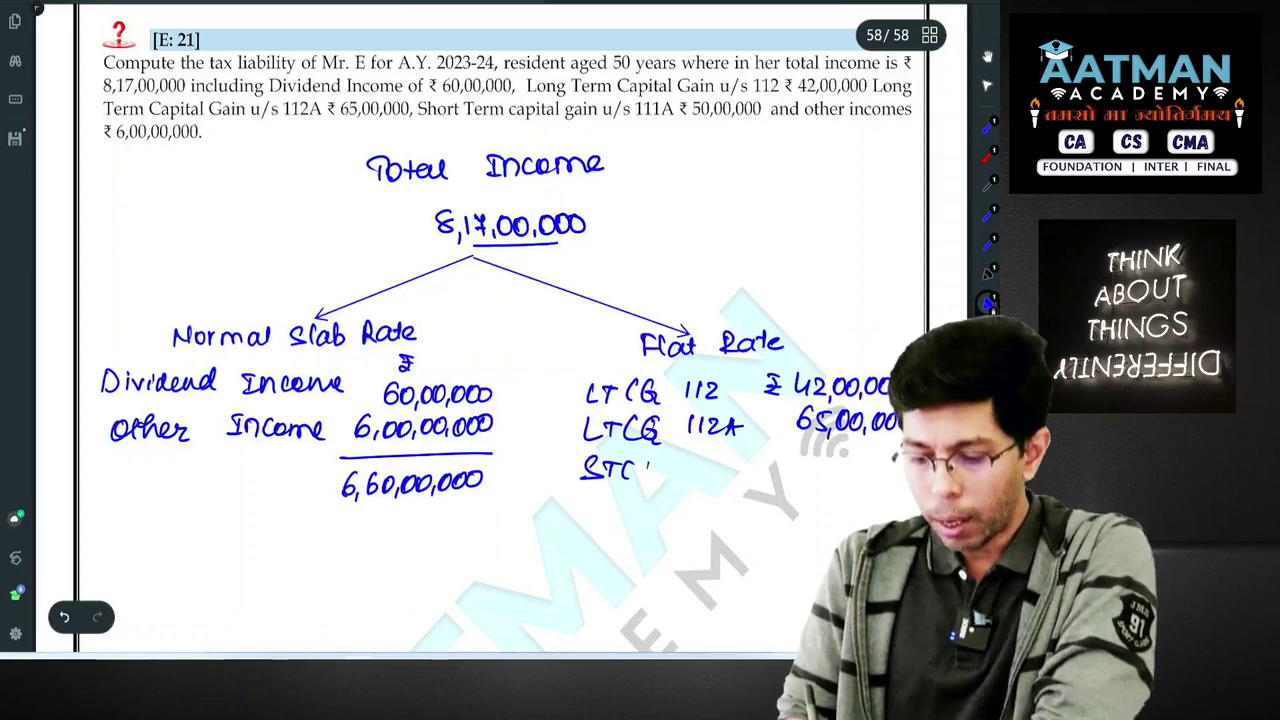 [E: 21]
58/58
Compute the tax liability of Mr. E for A.Y. 2023-24, resident aged 50 years where in her total income is ₹
8,17,00,000 including Dividend Income of ₹ 60,00,000, Long Term Capital Gain u/s 112 ₹ 42,00,000 Long
Term Capital Gain u/s 112A ₹ 65,00,000, Short Term capital gain u/s 111A ₹ 50,00,000 and other incomes
₹ 6,00,00,000.
Total Income
8,17,00,000
Normal Slab Rate
₹
Dividend Income 60,00,000
Other Income 6,00,00,000
6,60,00,000
Flat Rate
LTCG 112 ₹ 42,00,00
LTCG 112A 65,00,00
STC
AATMAN
ACADEMY
तमसो मा ज्योतिर्गमय
CA CS CMA
FOUNDATION | INTER | FINAL
THINK
ABOUT
THINGS
DIFFERENTLY
91